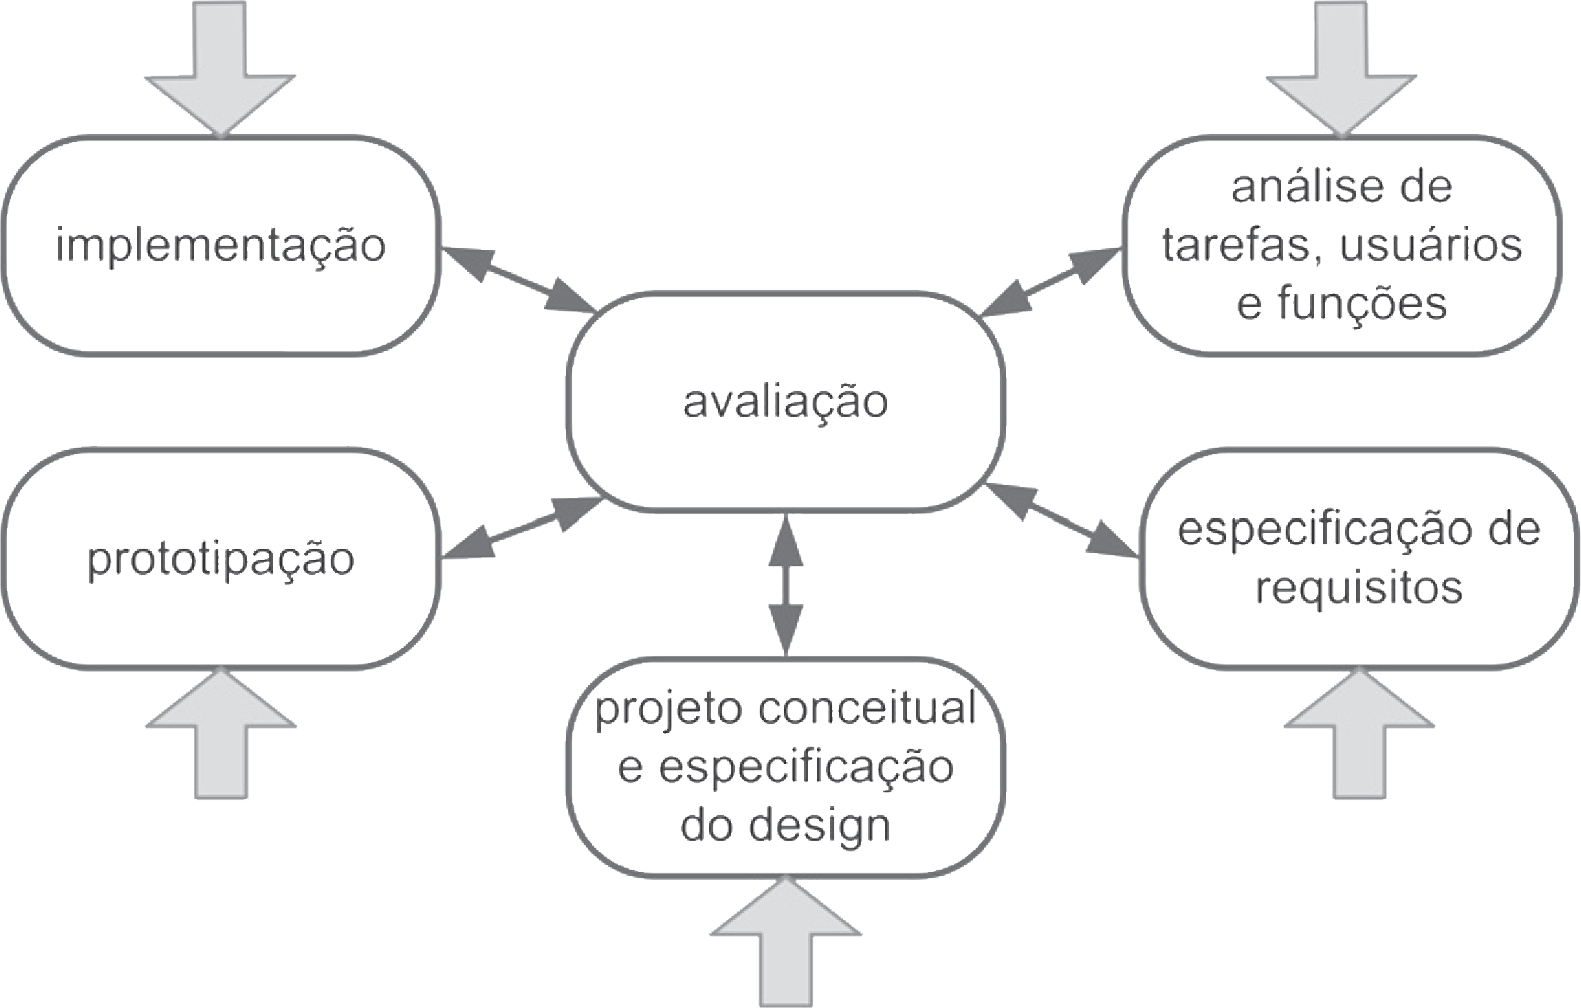 implementação
análise de
tarefas, usuários
e funções
avaliação
prototipação
especificação de
requisitos
projeto conceitual
e especificação
do design